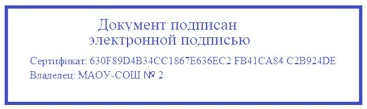 Документ подписан
электронной подписью
Сертификат: 630F89D4B34CC1867E636EC2 FB41CA84 C2B924DE
Владелец: МАОУ-СОШ № 2